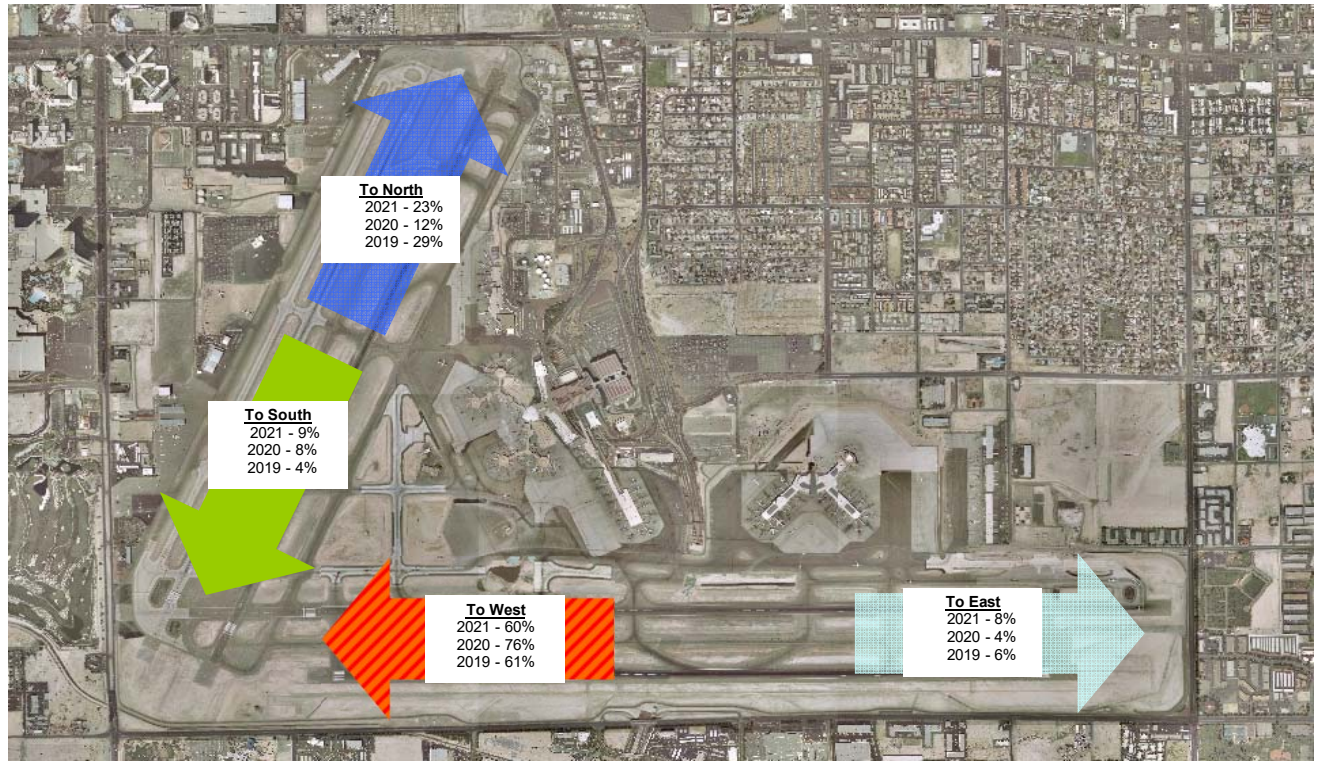 To North
2021 - 23%
2020 - 12%
2019 - 29%
To South
2021 - 9%
2020 - 8%
2019 - 4%
To West
2021 - 60%
2020 - 76%
2019 - 61%
To East
2021 - 8%
2020 - 4%
2019 - 6%